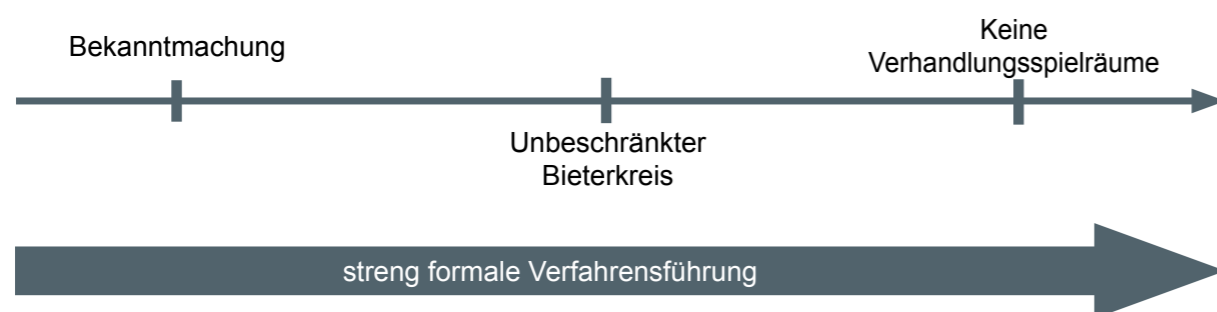 Bekanntmachung
Keine
Verhandlungsspielräume
Unbeschränkter
Bieterkreis
streng formale Verfahrensführung